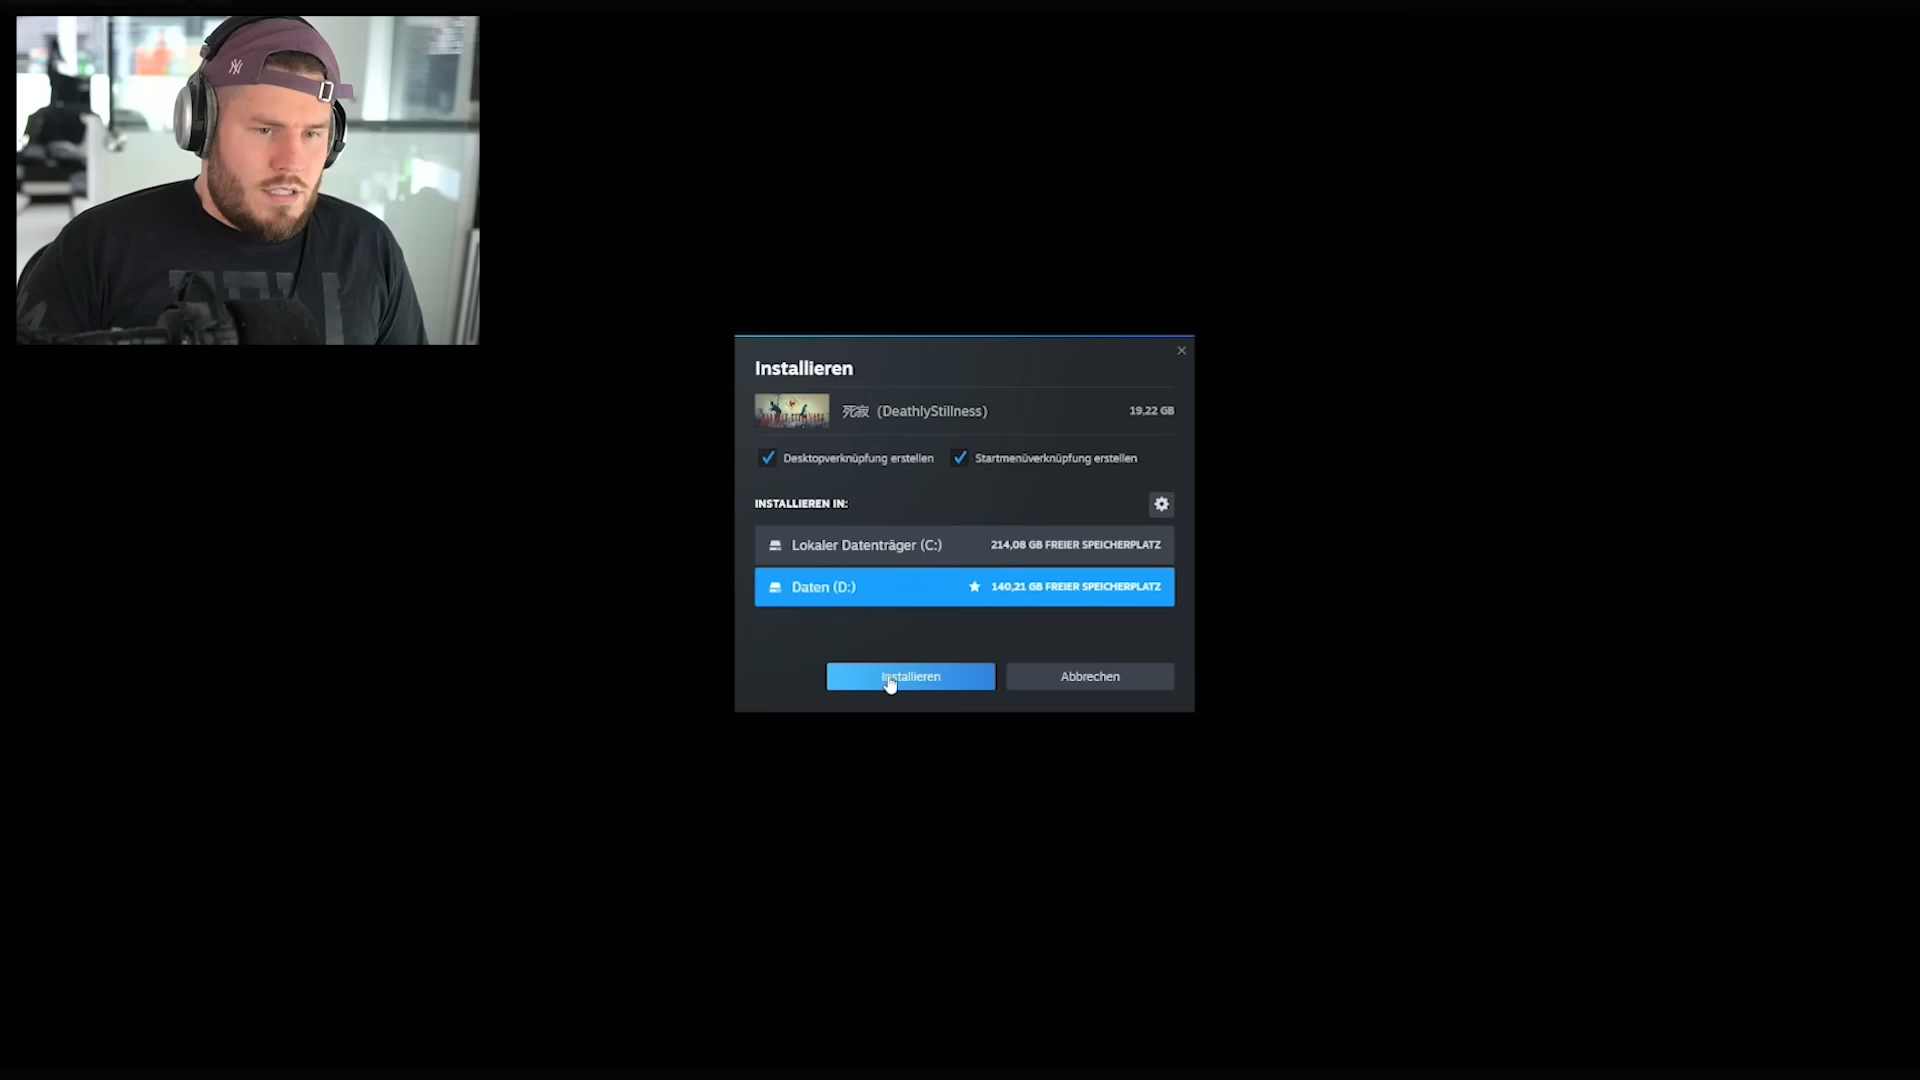 Installieren
死寂 (DeathlyStillness)
19,22 GB
Desktopverknüpfung erstellen
Startmenüverknüpfung erstellen
INSTALLIEREN IN:
Lokaler Datenträger (C:)
214,08 GB FREIER SPEICHERPLATZ
Daten (D:)
140,21 GB FREIER SPEICHERPLATZ
Installieren
Abbrechen